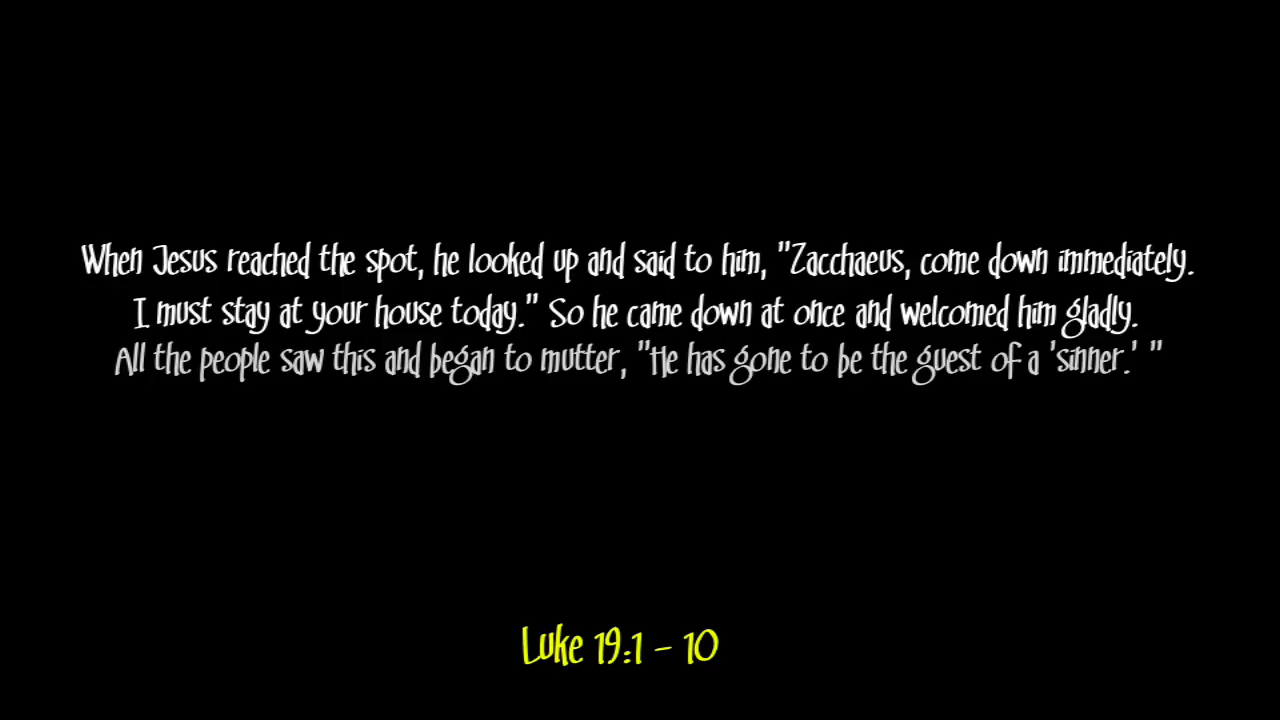 When Jesus reached the spot, he looked up and said to him, "Zacchaeus, come down immediately.
I must stay at your house today." So he came down at once and welcomed him gladly.
All the people saw this and began to mutter, "He has gone to be the guest of a 'sinner.' "
Luke 19:1 - 10